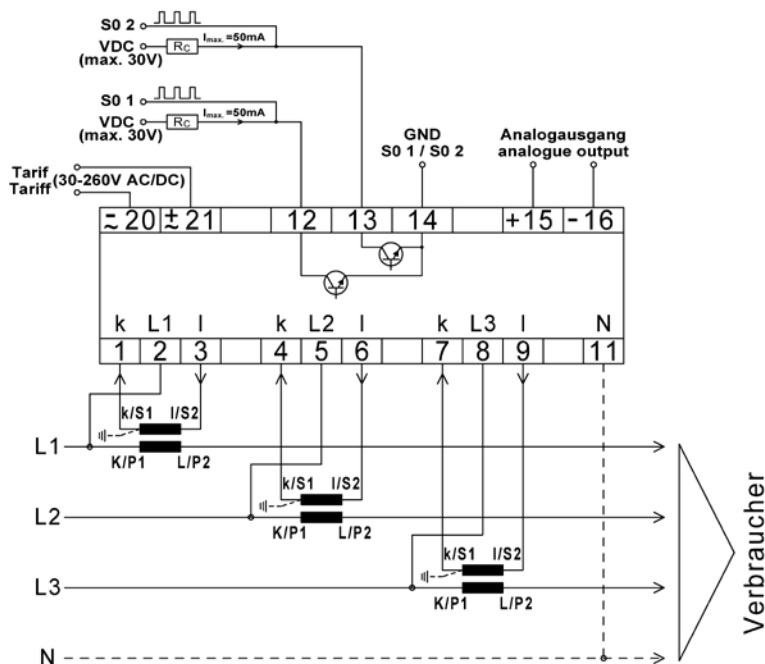 S0 2
VDC
(max. 30V)
Rc
Imax. =50mA
S0 1
VDC
(max. 30V)
Rc
Imax. =50mA
GND
S0 1 / S0 2
Analogausgang
analogue output
Tarif
Tariff
(30-260V AC/DC)
≂ 20
± ~ 21
12
13
14
+15
-16
k L1 l
k L2 l
k L3 l
N
1 2 3
4 5 6
7 8 9
11
k/S1 l/S2
L1
K/P1 L/P2
k/S1 l/S2
L2
K/P1 L/P2
k/S1 l/S2
L3
K/P1 L/P2
N
Verbraucher